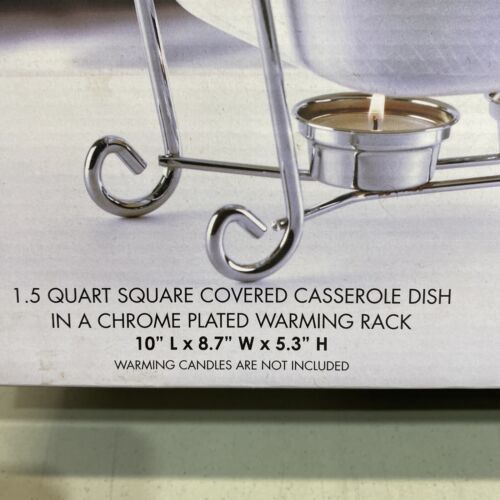 1.5 QUART SQUARE COVERED CASSEROLE DISH
IN A CHROME PLATED WARMING RACK
10” L x 8.7” W x 5.3” H
WARMING CANDLES ARE NOT INCLUDED